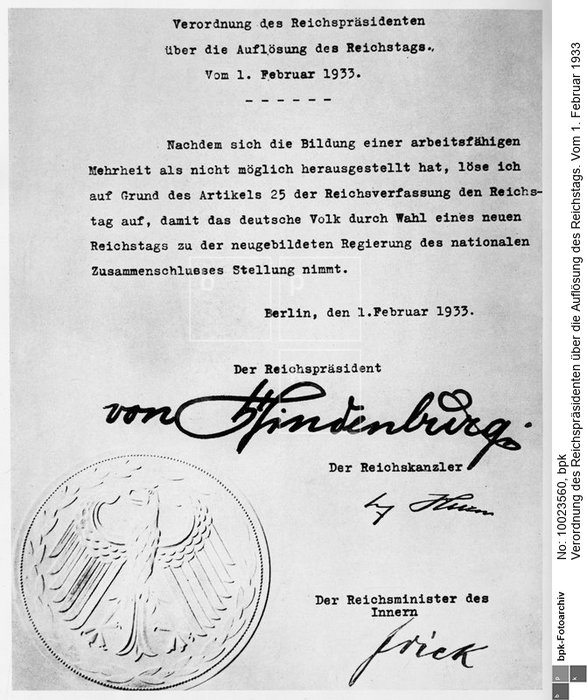 Verordnung des Reichspräsidenten
über die Auflösung des Reichstags.
Vom 1. Februar 1933.
------
Nachdem sich die Bildung einer arbeitsfähigen
Mehrheit als nicht möglich herausgestellt hat, löse ich
auf Grund des Artikels 25 der Reichsverfassung den Reichs-
tag auf, damit das deutsche Volk durch Wahl eines neuen
Reichstags zu der neugebildeten Regierung des nationalen
Zusammenschlusses Stellung nimmt.
Berlin, den 1.Februar 1933.
Der Reichspräsident
von Hindenburg.
Der Reichskanzler
Der Reichsminister des
Innern
Frick
bpk-Fotoarchiv
No: 10023560, bpk
Verordnung des Reichspräsidenten über die Auflösung des Reichstags. Vom 1. Februar 1933
b p k